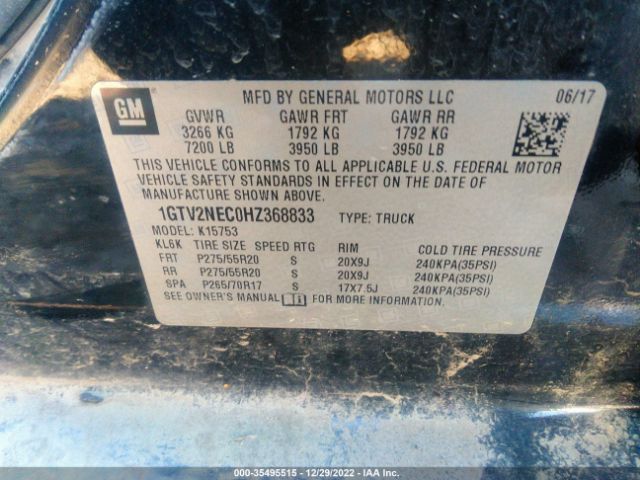 GM
MFD BY GENERAL MOTORS LLC 06/17
GVWR GAWR FRT GAWR RR
3266 KG 1792 KG 1792 KG
7200 LB 3950 LB 3950 LB
THIS VEHICLE CONFORMS TO ALL APPLICABLE U.S. FEDERAL MOTOR
VEHICLE SAFETY STANDARDS IN EFFECT ON THE DATE OF
MANUFACTURE SHOWN ABOVE.
1GTV2NEC0HZ368833 TYPE: TRUCK
MODEL: K15753
KL6K TIRE SIZE SPEED RTG RIM COLD TIRE PRESSURE
FRT P275/55R20 S 20X9J 240KPA(35PSI)
RR P275/55R20 S 20X9J 240KPA(35PSI)
SPA P265/70R17 S 17X7.5J 240KPA(35PSI)
SEE OWNER'S MANUAL FOR MORE INFORMATION.
000-35495515 - 12/29/2022 - IAA Inc.